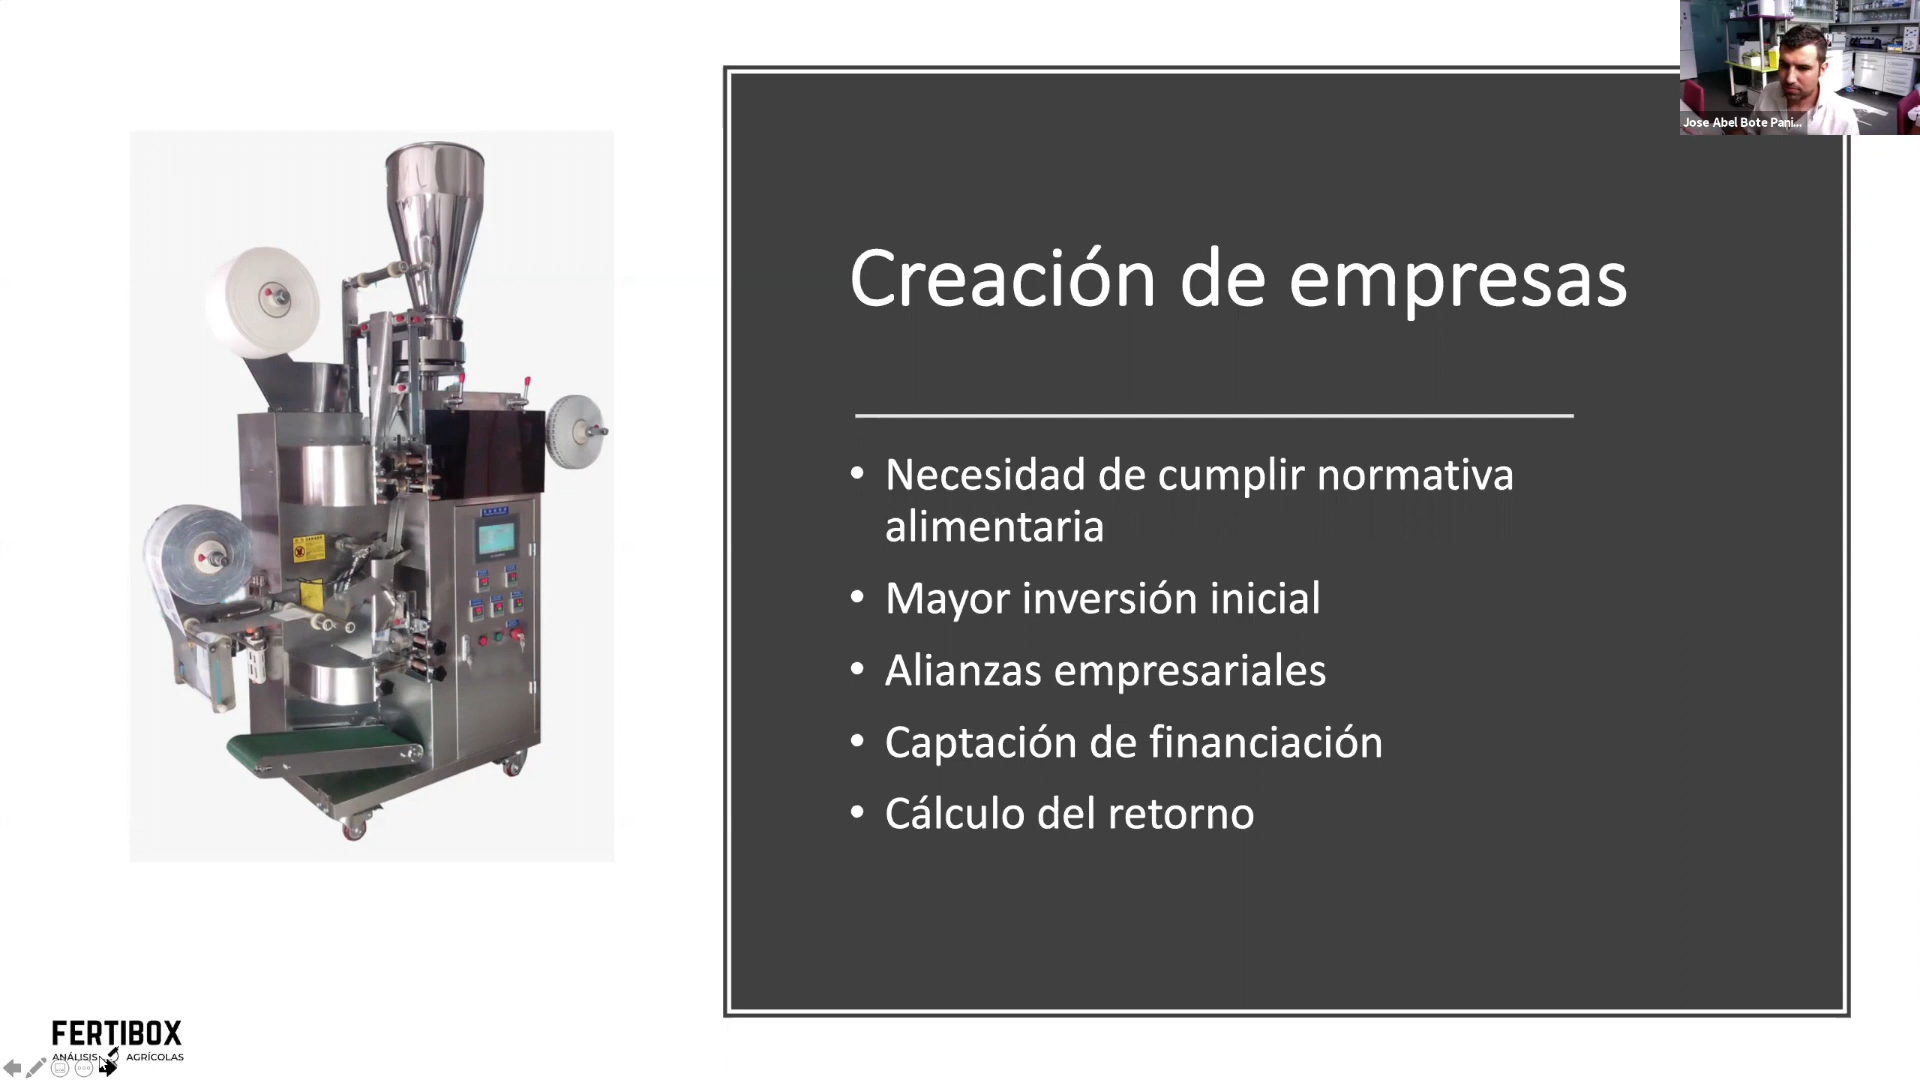 Jose Abel Bote Pani...
Creación de empresas
• Necesidad de cumplir normativa
alimentaria
• Mayor inversión inicial
• Alianzas empresariales
• Captación de financiación
• Cálculo del retorno
FERTIBOX
ANÁLISIS AGRÍCOLAS